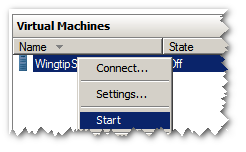 Virtual Machines
Name State
WingtipS Off
Connect...
Settings...
Start